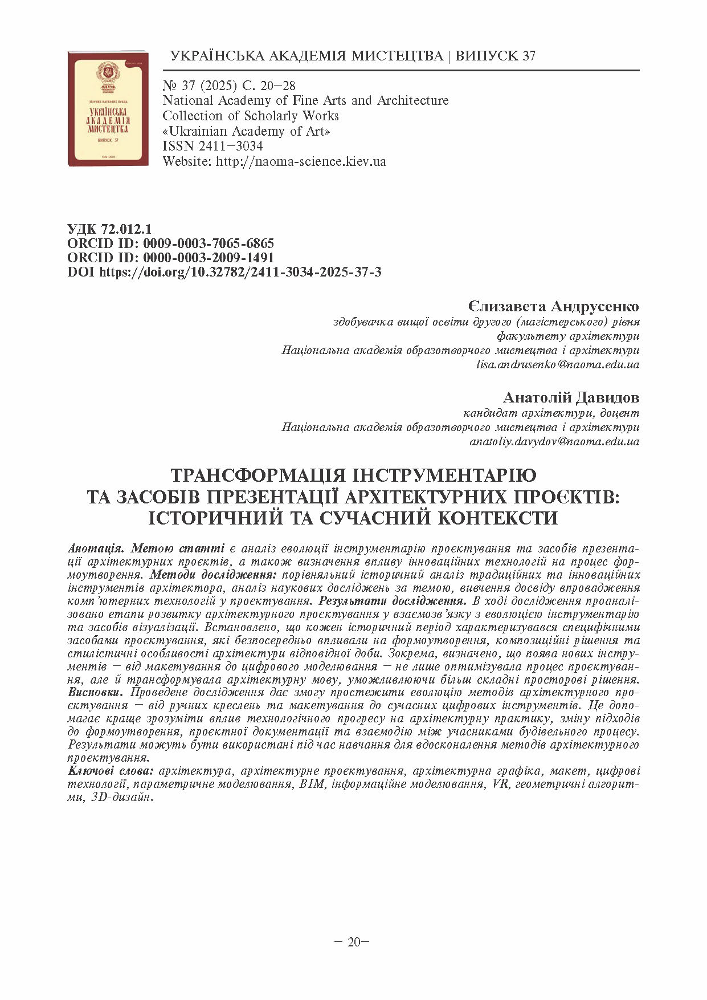 УКРАЇНСЬКА АКАДЕМІЯ МИСТЕЦТВА | ВИПУСК 37
ЗБІРНИК НАУКОВИХ ПРАЦЬ
УКРАЇНСЬКА
АКАДЕМІЯ
МИСТЕЦТВА
ВИПУСК 37
Київ - 2025
№ 37 (2025) С. 20–28
National Academy of Fine Arts and Architecture
Collection of Scholarly Works
«Ukrainian Academy of Art»
ISSN 2411–3034
Website: http://naoma-science.kiev.ua
УДК 72.012.1
ORCID ID: 0009-0003-7065-6865
ORCID ID: 0000-0003-2009-1491
DOI https://doi.org/10.32782/2411-3034-2025-37-3
Єлизавета Андрусенко
здобувачка вищої освіти другого (магістерського) рівня
факультету архітектури
Національна академія образотворчого мистецтва і архітектури
lisa.andrusenko@naoma.edu.ua
Анатолій Давидов
кандидат архітектури, доцент
Національна академія образотворчого мистецтва і архітектури
anatoliy.davydov@naoma.edu.ua
ТРАНСФОРМАЦІЯ ІНСТРУМЕНТАРІЮ
ТА ЗАСОБІВ ПРЕЗЕНТАЦІЇ АРХІТЕКТУРНИХ ПРОЄКТІВ:
ІСТОРИЧНИЙ ТА СУЧАСНИЙ КОНТЕКСТИ
Анотація. Метою статті є аналіз еволюції інструментарію проєктування та засобів презента-
ції архітектурних проєктів, а також визначення впливу інноваційних технологій на процес фор-
моутворення. Методи дослідження: порівняльний історичний аналіз традиційних та інноваційних
інструментів архітектора, аналіз наукових досліджень за темою, вивчення досвіду впровадження
комп’ютерних технологій у проєктування. Результати дослідження. В ході дослідження проаналі-
зовано етапи розвитку архітектурного проєктування у взаємозв’язку з еволюцією інструментарію
та засобів візуалізації. Встановлено, що кожен історичний період характеризувався специфічними
засобами проєктування, які безпосередньо впливали на формоутворення, композиційні рішення та
стилістичні особливості архітектури відповідної доби. Зокрема, визначено, що поява нових інстру-
ментів – від макетування до цифрового моделювання – не лише оптимізувала процес проєктуван-
ня, але й трансформувала архітектурну мову, уможливлюючи більш складні просторові рішення.
Висновки. Проведене дослідження дає змогу простежити еволюцію методів архітектурного про-
єктування – від ручних креслень та макетування до сучасних цифрових інструментів. Це допо-
магає краще зрозуміти вплив технологічного прогресу на архітектурну практику, зміну підходів
до формоутворення, проєктної документації та взаємодію між учасниками будівельного процесу.
Результати можуть бути використані під час навчання для вдосконалення методів архітектурного
проєктування.
Ключові слова: архітектура, архітектурне проєктування, архітектурна графіка, макет, цифрові
технології, параметричне моделювання, BIM, інформаційне моделювання, VR, геометричні алгорит-
ми, 3D-дизайн.
– 20–